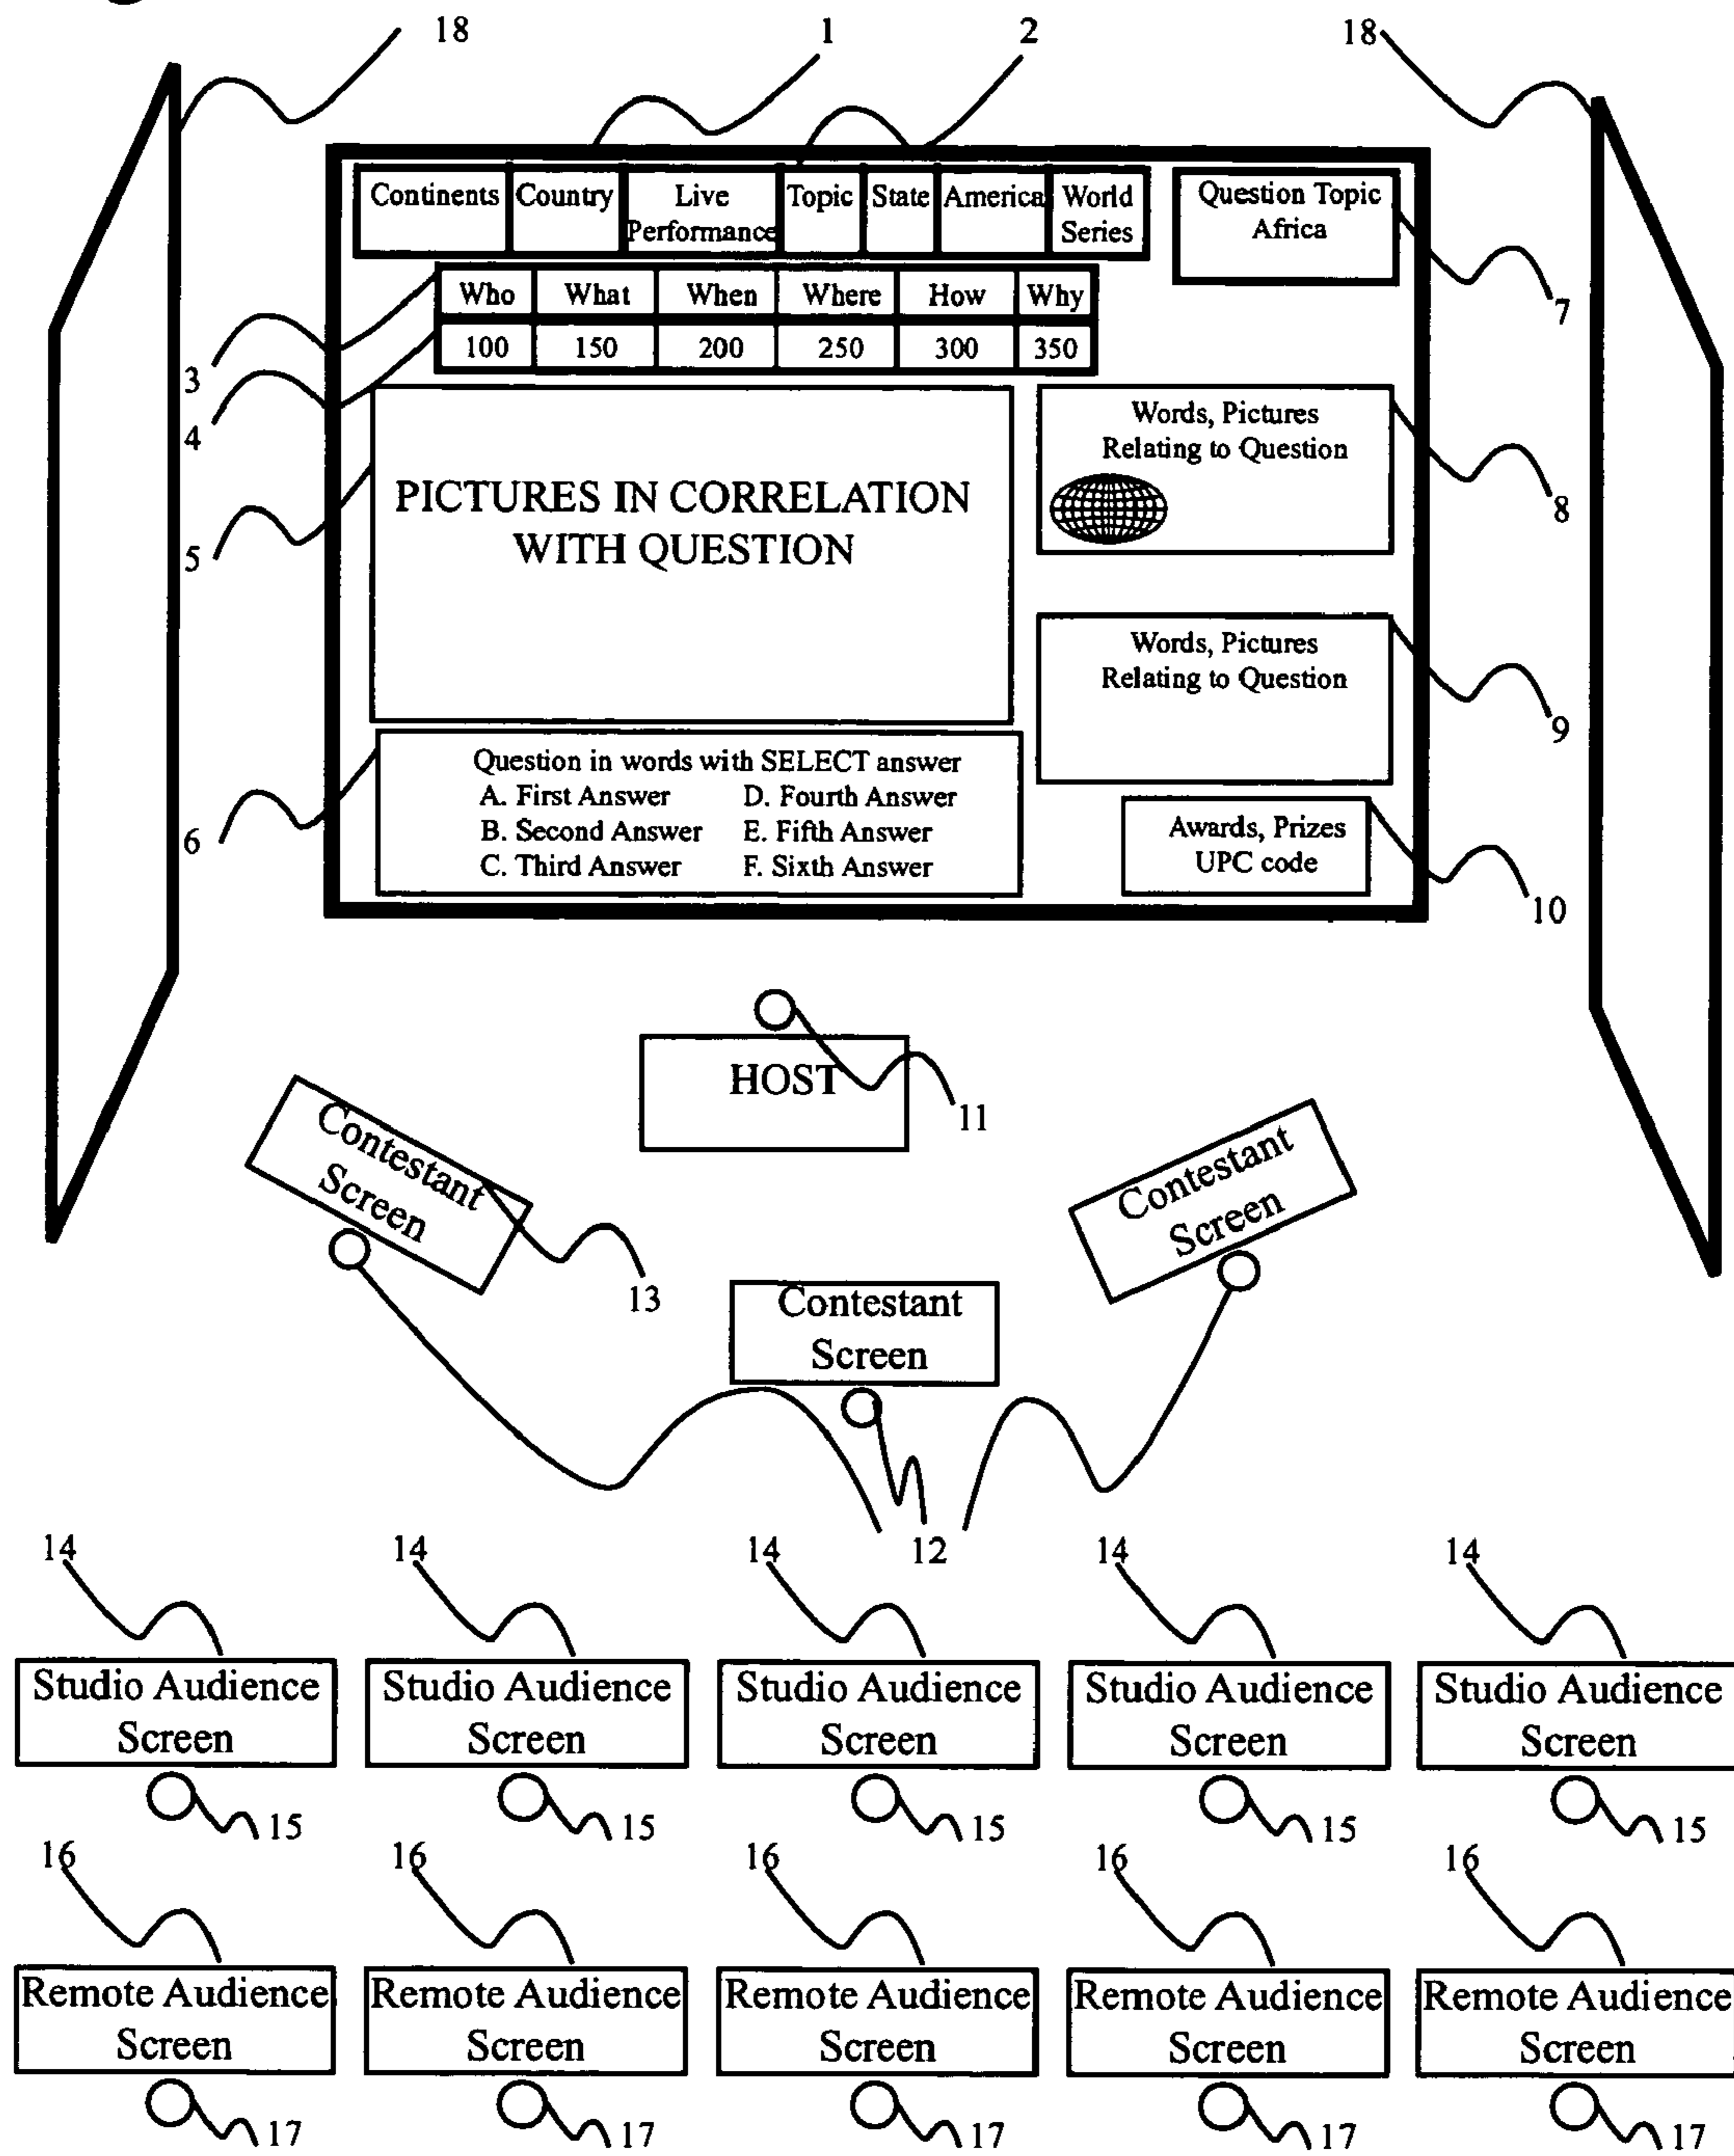 18 1 2 18
Continents Country Live Performance Topic State America World Series
Question Topic
Africa
7
Who What When Where How Why
100 150 200 250 300 350
3
4
PICTURES IN CORRELATION
WITH QUESTION
5
Words, Pictures
Relating to Question
8
Words, Pictures
Relating to Question
9
Question in words with SELECT answer
A. First Answer D. Fourth Answer
B. Second Answer E. Fifth Answer
C. Third Answer F. Sixth Answer
6
Awards, Prizes
UPC code
10
HOST
11
Contestant
Screen
13
Contestant
Screen
Contestant
Screen
12
14 14 14 14 14
Studio Audience Studio Audience Studio Audience Studio Audience Studio Audience
Screen Screen Screen Screen Screen
15 15 15 15 15
16 16 16 16 16
Remote Audience Remote Audience Remote Audience Remote Audience Remote Audience
Screen Screen Screen Screen Screen
17 17 17 17 17